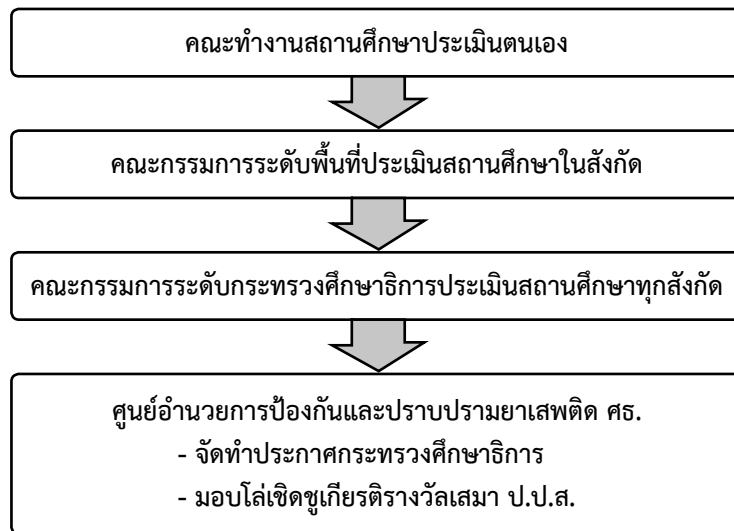 คณะทำงานสถานศึกษาประเมินตนเอง
คณะกรรมการระดับพื้นที่ประเมินสถานศึกษาในสังกัด
คณะกรรมการระดับกระทรวงศึกษาธิการประเมินสถานศึกษาทุกสังกัด
ศูนย์อำนวยการป้องกันและปราบปรามยาเสพติด ศธ.
- จัดทำประกาศกระทรวงศึกษาธิการ
- มอบโล่เชิดชูเกียรติรางวัลเสมา ป.ป.ส.